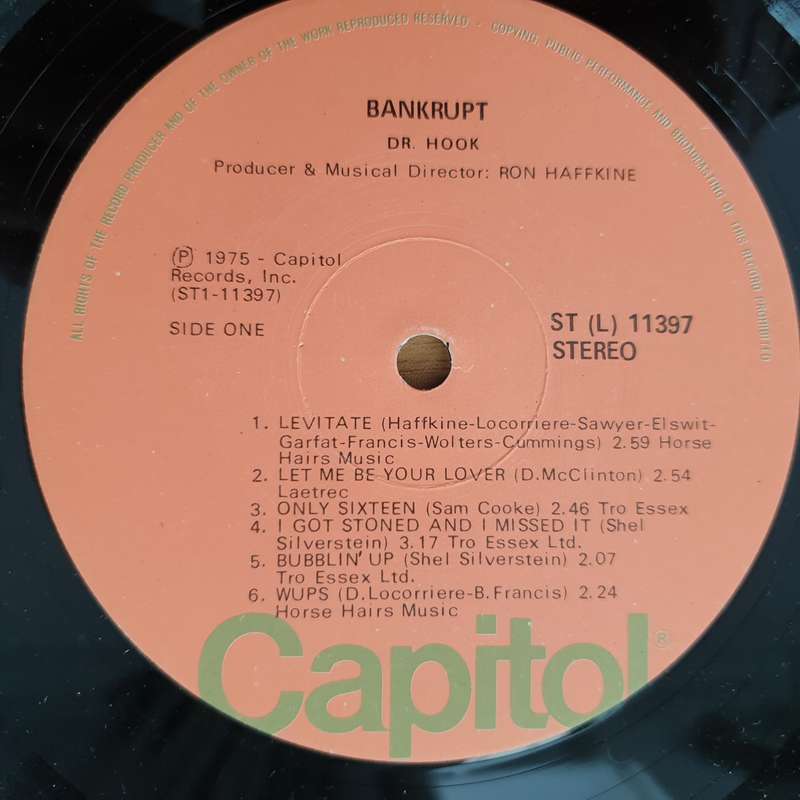 ALL RIGHTS OF THE RECORD PRODUCER AND OF THE OWNER OF THE WORK REPRODUCED RESERVED - COPYING, PUBLIC PERFORMANCE AND BROADCASTING OF THIS RECORD PROHIBITED
BANKRUPT
DR. HOOK
Producer & Musical Director: RON HAFFKINE
Ⓟ 1975 - Capitol
Records, Inc.
(ST1-11397)
SIDE ONE
ST (L) 11397
STEREO
1. LEVITATE (Haffkine-Locorriere-Sawyer-Elswit-
Garfat-Francis-Wolters-Cummings) 2.59 Horse
Hairs Music
2. LET ME BE YOUR LOVER (D.McClinton) 2.54
Laetrec
3. ONLY SIXTEEN (Sam Cooke) 2.46 Tro Essex
4. I GOT STONED AND I MISSED IT (Shel
Silverstein) 3.17 Tro Essex Ltd.
5. BUBBLIN' UP (Shel Silverstein) 2.07
Tro Essex Ltd.
6. WUPS (D.Locorriere-B.Francis) 2.24
Horse Hairs Music
Capitol®